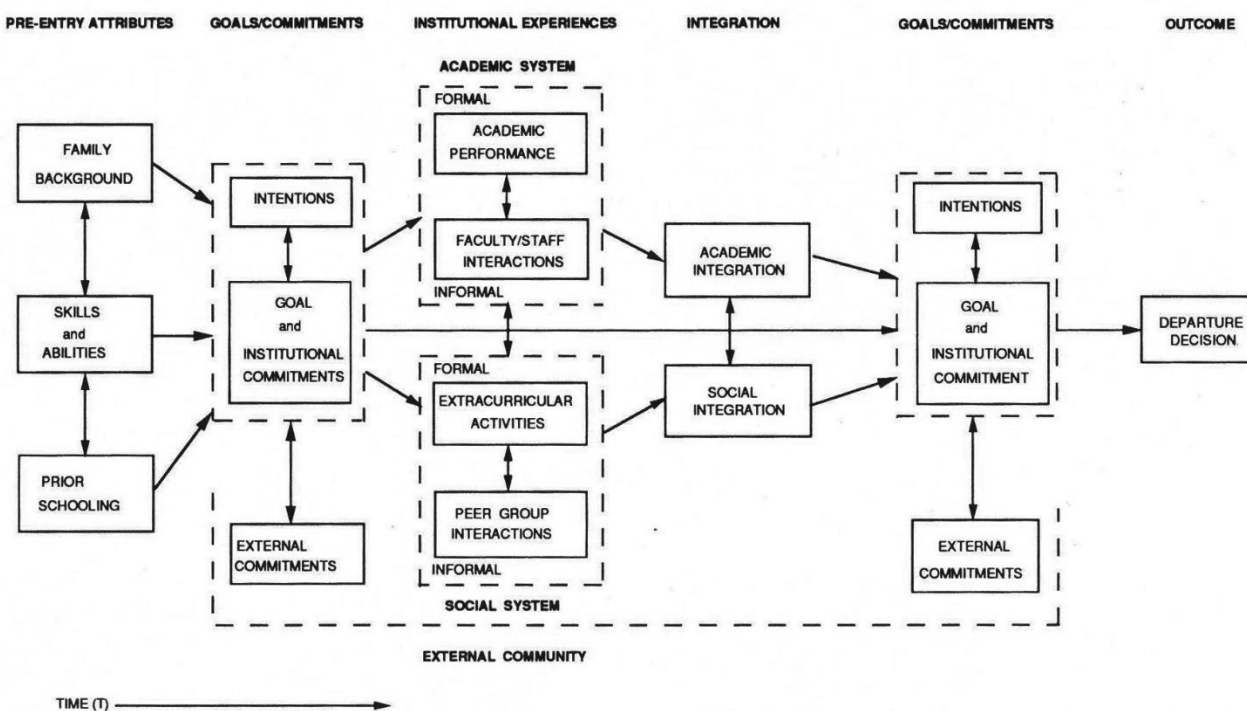 PRE-ENTRY ATTRIBUTES
GOALS/COMMITMENTS
INSTITUTIONAL EXPERIENCES
INTEGRATION
GOALS/COMMITMENTS
OUTCOME
ACADEMIC SYSTEM
FORMAL
ACADEMIC
PERFORMANCE
FACULTY/STAFF
INTERACTIONS
INFORMAL
FAMILY
BACKGROUND
SKILLS
and
ABILITIES
PRIOR
SCHOOLING
INTENTIONS
GOAL
and
INSTITUTIONAL
COMMITMENTS
EXTERNAL
COMMITMENTS
FORMAL
EXTRACURRICULAR
ACTIVITIES
PEER GROUP
INTERACTIONS
INFORMAL
SOCIAL SYSTEM
ACADEMIC
INTEGRATION
SOCIAL
INTEGRATION
INTENTIONS
GOAL
and
INSTITUTIONAL
COMMITMENT
EXTERNAL
COMMITMENTS
DEPARTURE
DECISION
EXTERNAL COMMUNITY
TIME (T)